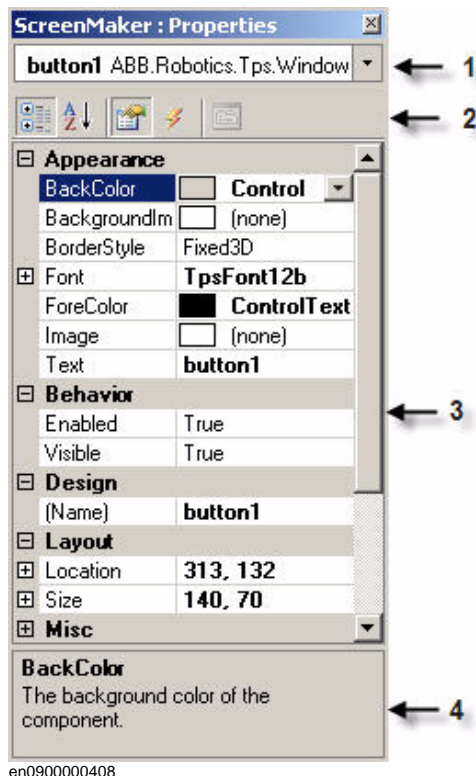 ScreenMaker : Properties
button1 ABB.Robotics.Tps.Window
1
2
Appearance
BackColor Control
BackgroundIm (none)
BorderStyle Fixed3D
Font TpsFont12b
ForeColor ControlText
Image (none)
Text button1
Behavior
3
Enabled True
Visible True
Design
(Name) button1
Layout
Location 313, 132
Size 140, 70
Misc
BackColor
The background color of the
component.
4
en0900000408